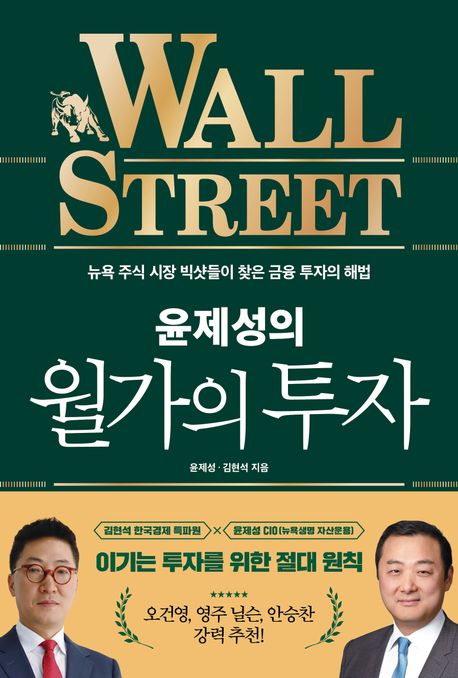 WALL
STREET
뉴욕 주식 시장 빅샷들이 찾은 금융 투자의 해법
윤제성의
월가의 투자
윤제성 · 김현석 지음
김현석 한국경제 특파원 × 윤제성 CIO(뉴욕생명 자산운용)
이기는 투자를 위한 절대 원칙
★★★★★
오건영, 영주 닐슨, 안승찬
강력 추천!